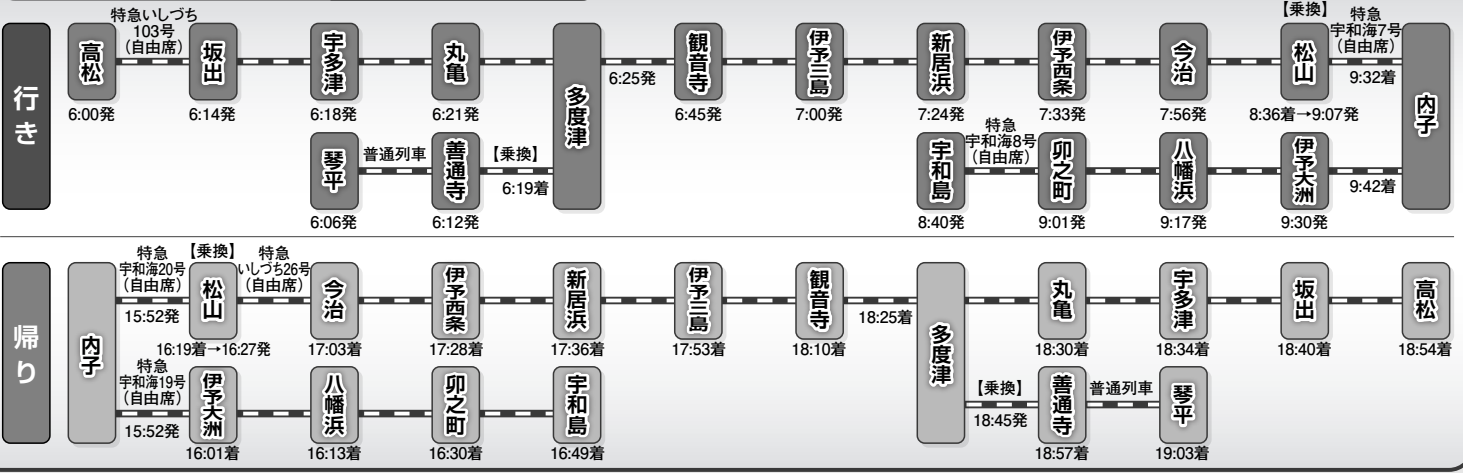 行き
特急いしづち
103号
(自由席)
【乗換】
特急
宇和海7号
(自由席)
高松
坂出
宇多津
丸亀
多度津
6:25発
観音寺
伊予三島
新居浜
伊予西条
今治
松山
9:32着
内子
6:00発
6:14発
6:18発
6:21発
6:45発
7:00発
7:24発
7:33発
7:56発
8:36着→9:07発
琴平
普通列車
善通寺
【乗換】
6:19着
宇和島
特急
宇和海8号
(自由席)
卯之町
八幡浜
伊予大洲
9:42着
6:06発
6:12発
8:40発
9:01発
9:17発
9:30発
帰り
内子
特急
宇和海20号
(自由席)
15:52発
【乗換】
松山
特急
いしづち26号
(自由席)
今治
伊予西条
新居浜
伊予三島
観音寺
18:25着
多度津
丸亀
宇多津
坂出
高松
16:19着→16:27発
17:03着
17:28着
17:36着
17:53着
18:10着
18:30着
18:34着
18:40着
18:54着
特急
宇和海19号
(自由席)
15:52発
伊予大洲
八幡浜
卯之町
宇和島
【乗換】
18:45発
善通寺
普通列車
琴平
16:01着
16:13着
16:30着
16:49着
18:57着
19:03着